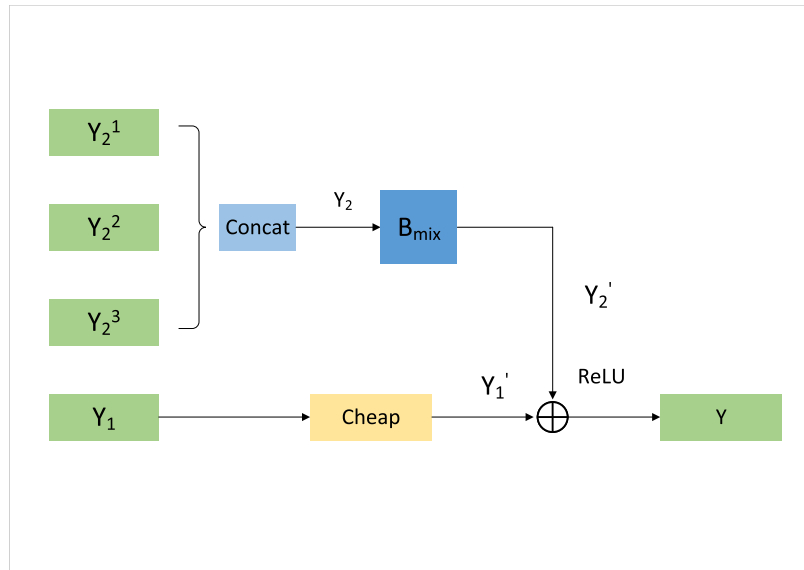 Y₂¹
Y₂²
Y₂³
Concat
Y₂
Bₘᵢₓ
Y₂'
Y₁
Cheap
Y₁'
ReLU
Y